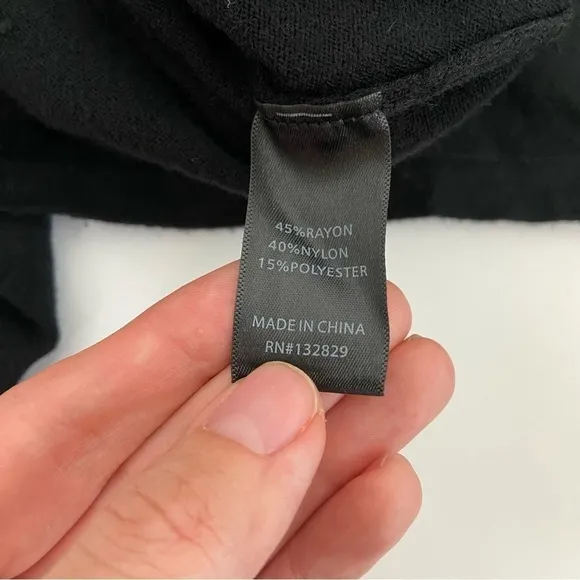 45%RAYON
40%NYLON
15%POLYESTER
MADE IN CHINA
RN#132829